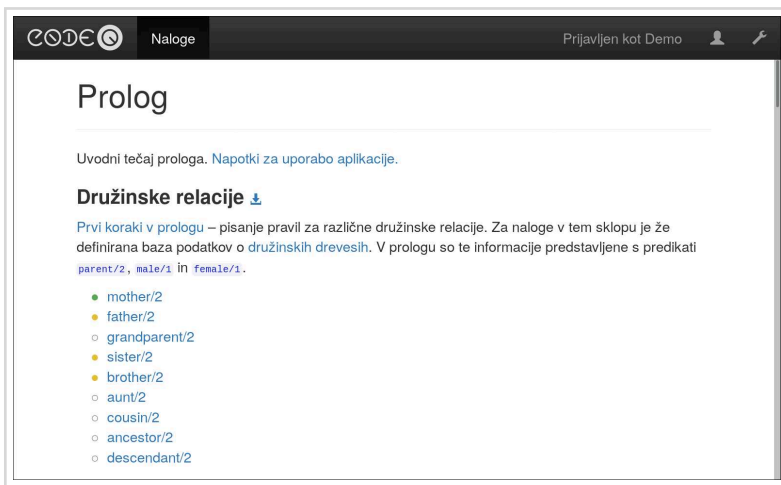 CODEQ Naloge Prijavljen kot Demo
Prolog
Uvodni tečaj prologa. Napotki za uporabo aplikacije.
Družinske relacije
Prvi koraki v prologu – pisanje pravil za različne družinske relacije. Za naloge v tem sklopu je že
definirana baza podatkov o družinskih drevesih. V prologu so te informacije predstavljene s predikati
parent/2, male/1 in female/1.
mother/2
father/2
grandparent/2
sister/2
brother/2
aunt/2
cousin/2
ancestor/2
descendant/2